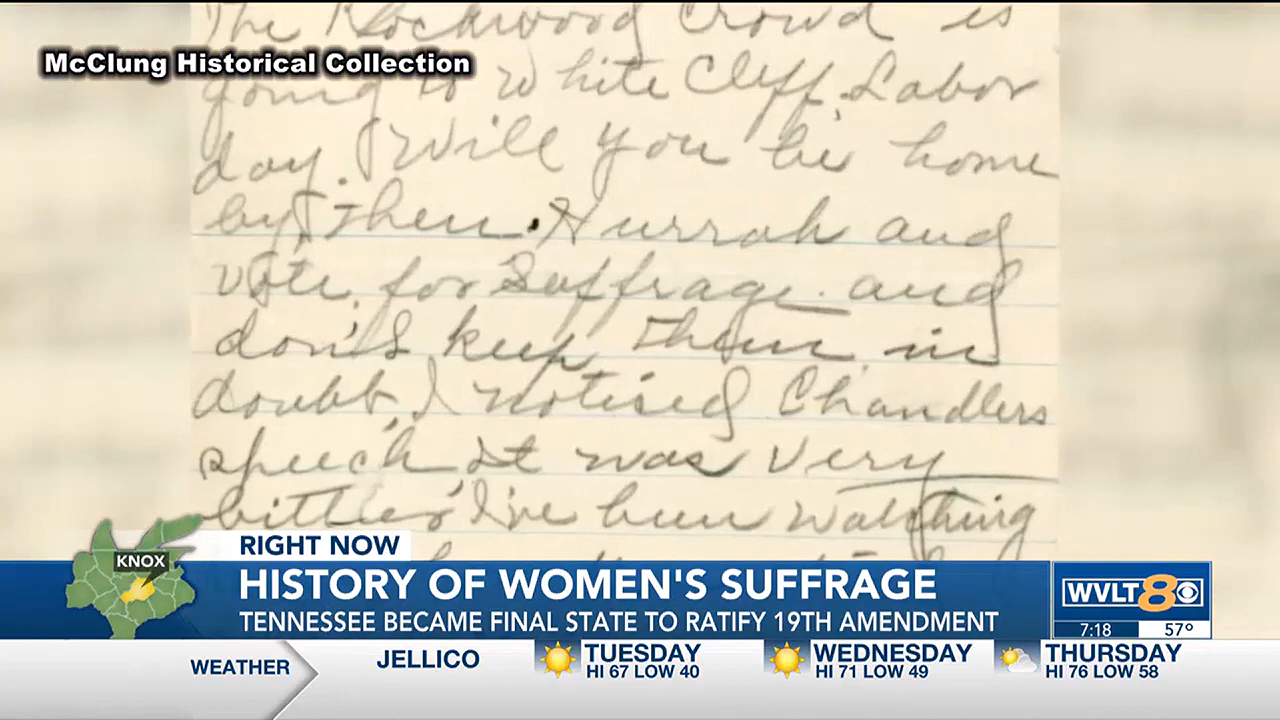 The Rockwood Crowd is
McClung Historical Collection
going to White Cliff Labor
day. Will you be home
by then. Hurrah and
vote for Suffrage and
don't keep them in
doubt, I noticed Chandlers
speech it was very
bitter I've been watching
KNOX
RIGHT NOW
HISTORY OF WOMEN'S SUFFRAGE
TENNESSEE BECAME FINAL STATE TO RATIFY 19TH AMENDMENT
WVLT 8
7:18 57°
WEATHER
JELLICO
TUESDAY
HI 67 LOW 40
WEDNESDAY
HI 71 LOW 49
THURSDAY
HI 76 LOW 58